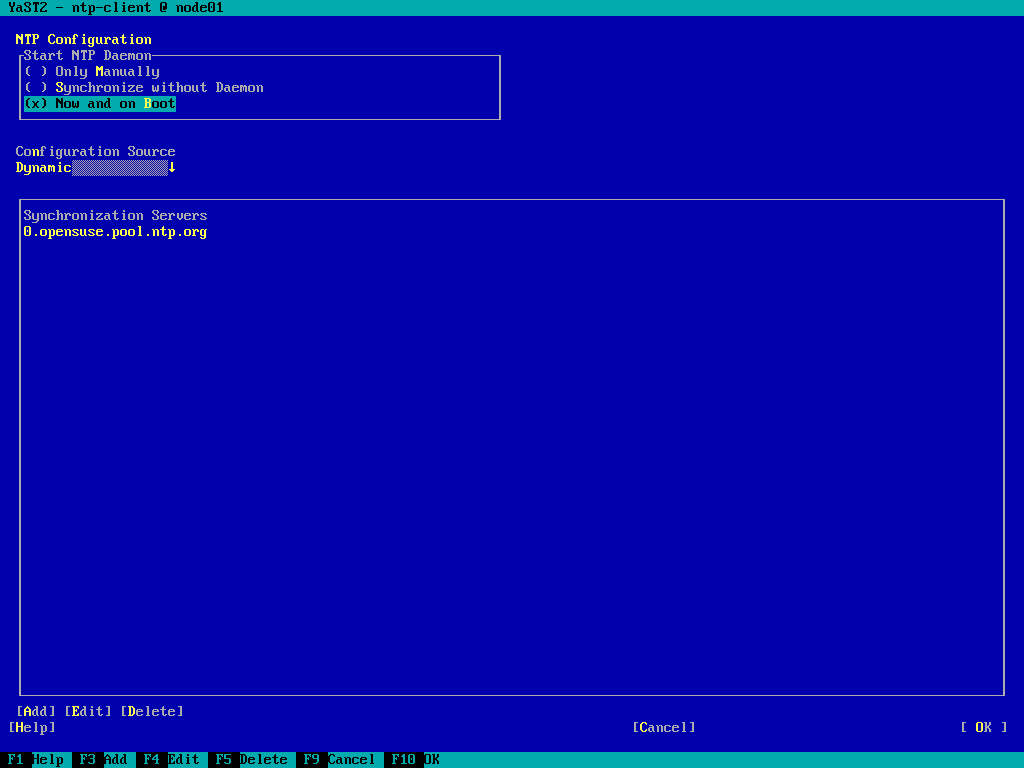 YaST2 - ntp-client @ node01
NTP Configuration
Start NTP Daemon
( ) Only Manually
( ) Synchronize without Daemon
(x) Now and on Boot
Configuration Source
Dynamic▒▒▒▒▒▒▒▒▒▒▒▒↓
Synchronization Servers
0.opensuse.pool.ntp.org
[Add] [Edit] [Delete]
[Help] [Cancel] [ OK ]
F1 Help F3 Add F4 Edit F5 Delete F9 Cancel F10 OK